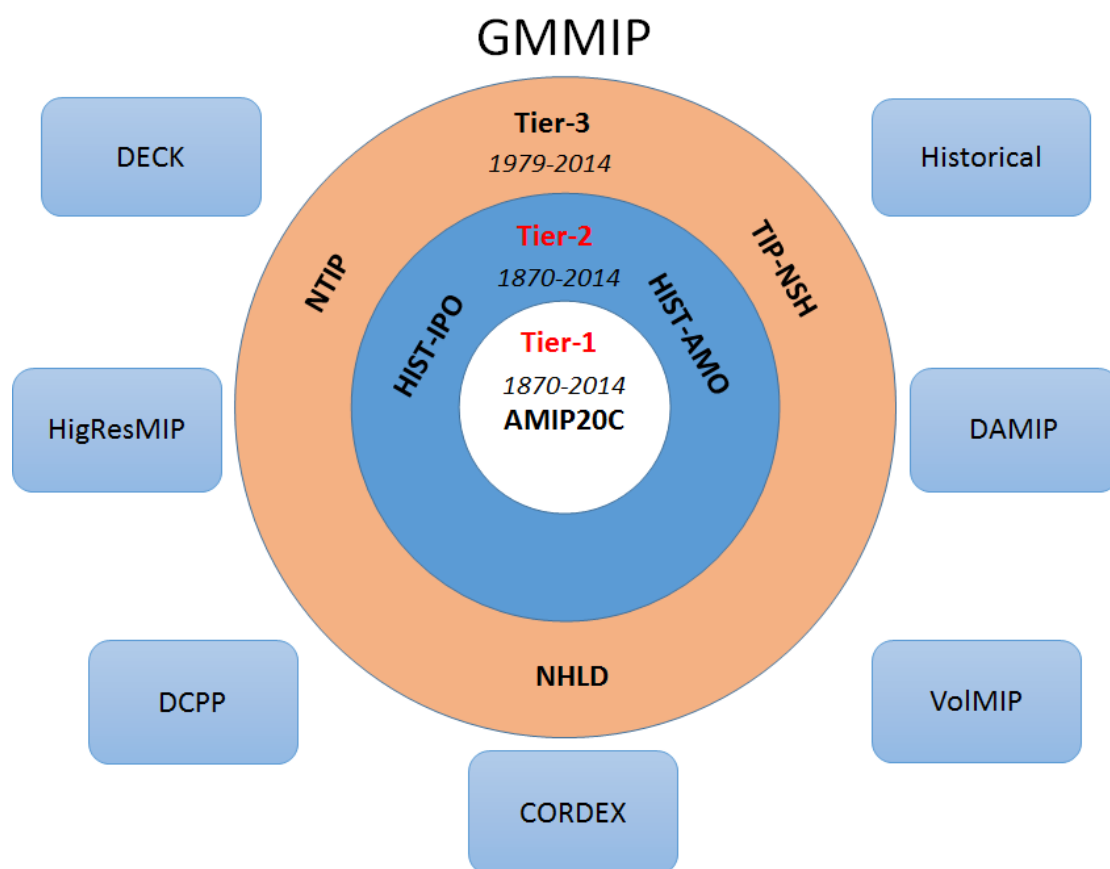 GMMIP
DECK
Historical
Tier-3
1979-2014
NTIP
TIP-NSH
Tier-2
1870-2014
HIST-IPO
HIST-AMO
Tier-1
1870-2014
AMIP20C
HigResMIP
DAMIP
NHLD
DCPP
VolMIP
CORDEX